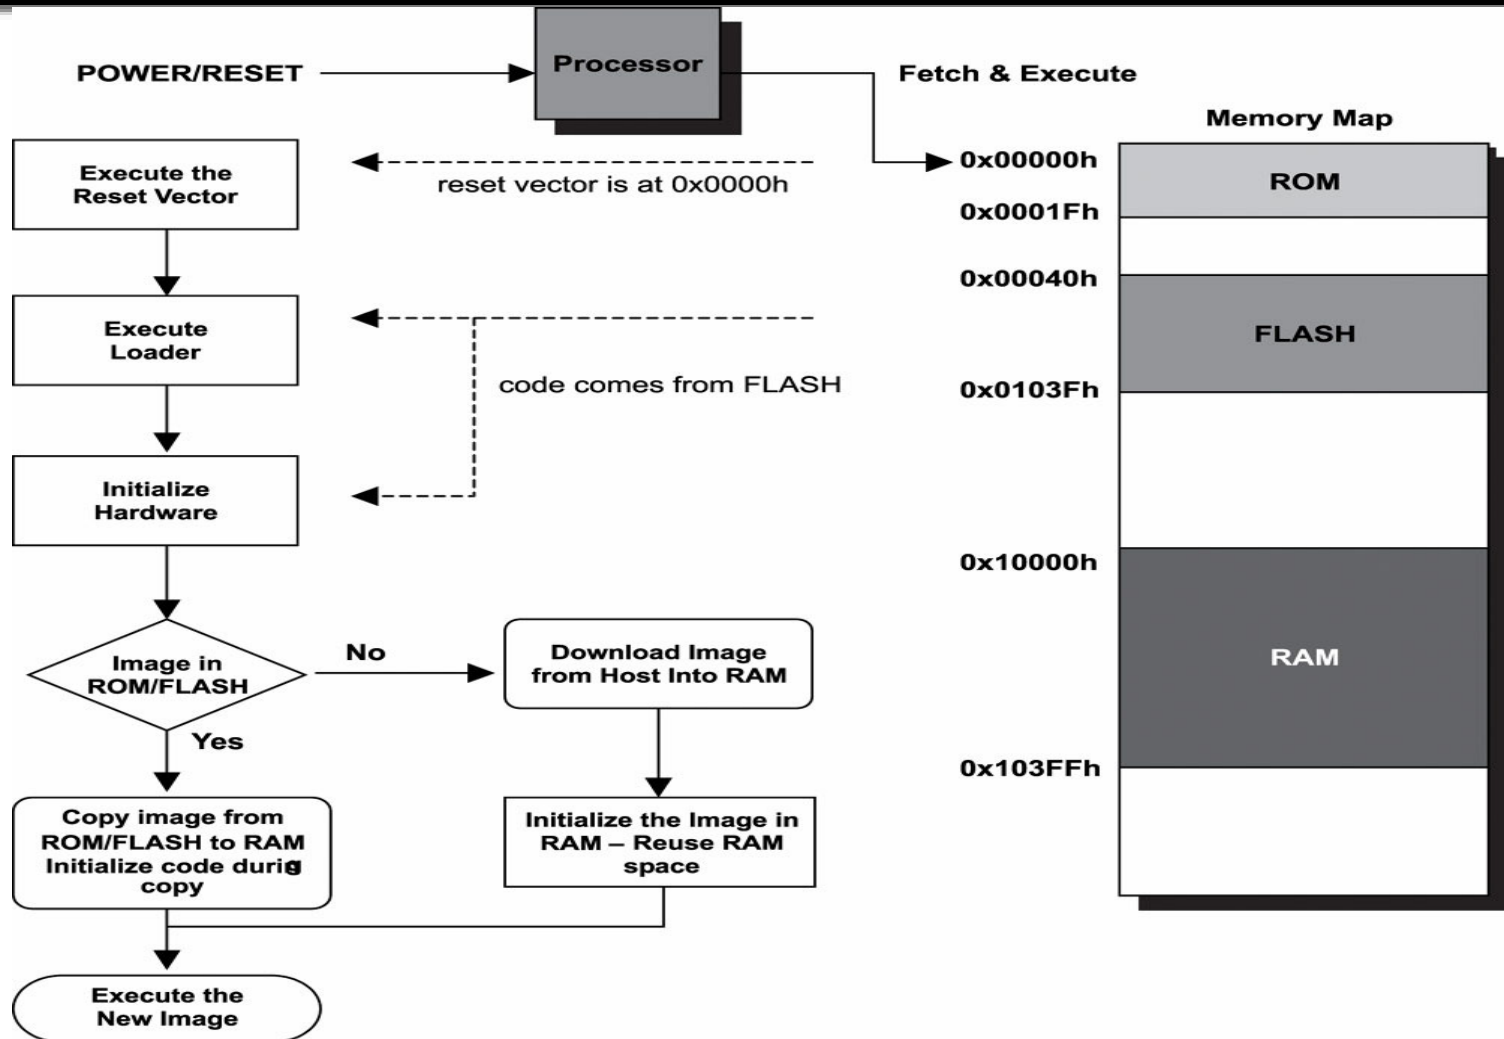 POWER/RESET
Processor
Fetch & Execute
Memory Map
Execute the
Reset Vector
reset vector is at 0x0000h
0x00000h
ROM
0x0001Fh
0x00040h
Execute
Loader
FLASH
code comes from FLASH
0x0103Fh
Initialize
Hardware
0x10000h
Image in
ROM/FLASH
No
Yes
Download Image
from Host Into RAM
RAM
0x103FFh
Copy image from
ROM/FLASH to RAM
Initialize code during
copy
Initialize the Image in
RAM – Reuse RAM
space
Execute the
New Image